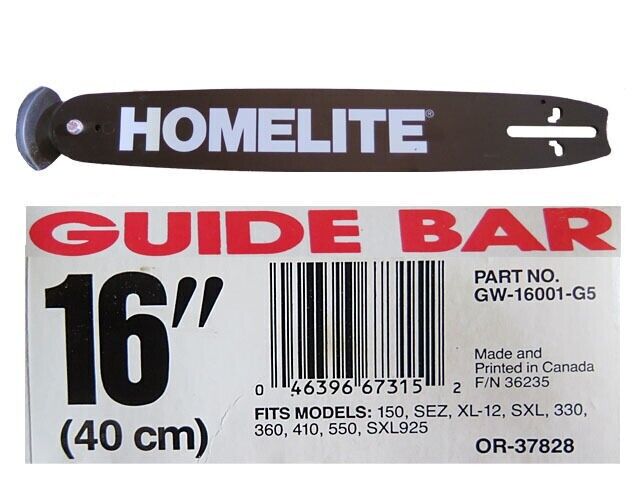 HOMELITE®
GUIDE BAR
16"
(40 cm)
PART NO.
GW-16001-G5
Made and
Printed in Canada
F/N 36235
0 46396 67315 2
FITS MODELS: 150, SEZ, XL-12, SXL, 330,
360, 410, 550, SXL925
OR-37828